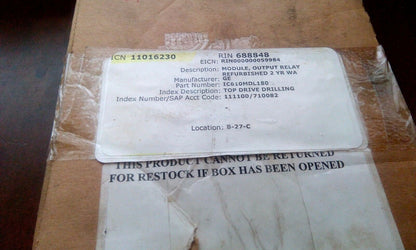 ICN 11016230 RIN 688848
EICN: RIN000000059984
Description: MODULE, OUTPUT RELAY
REFURBISHED 2 YR WA
Manufacturer: GE
Part Number: IC610MDL180
Index Description: TOP DRIVE DRILLING
Index Number/SAP Acct Code: 111100/710082
-
Location: B-27-C
THIS PRODUCT CANNOT BE RETURNED
FOR RESTOCK IF BOX HAS BEEN OPENED